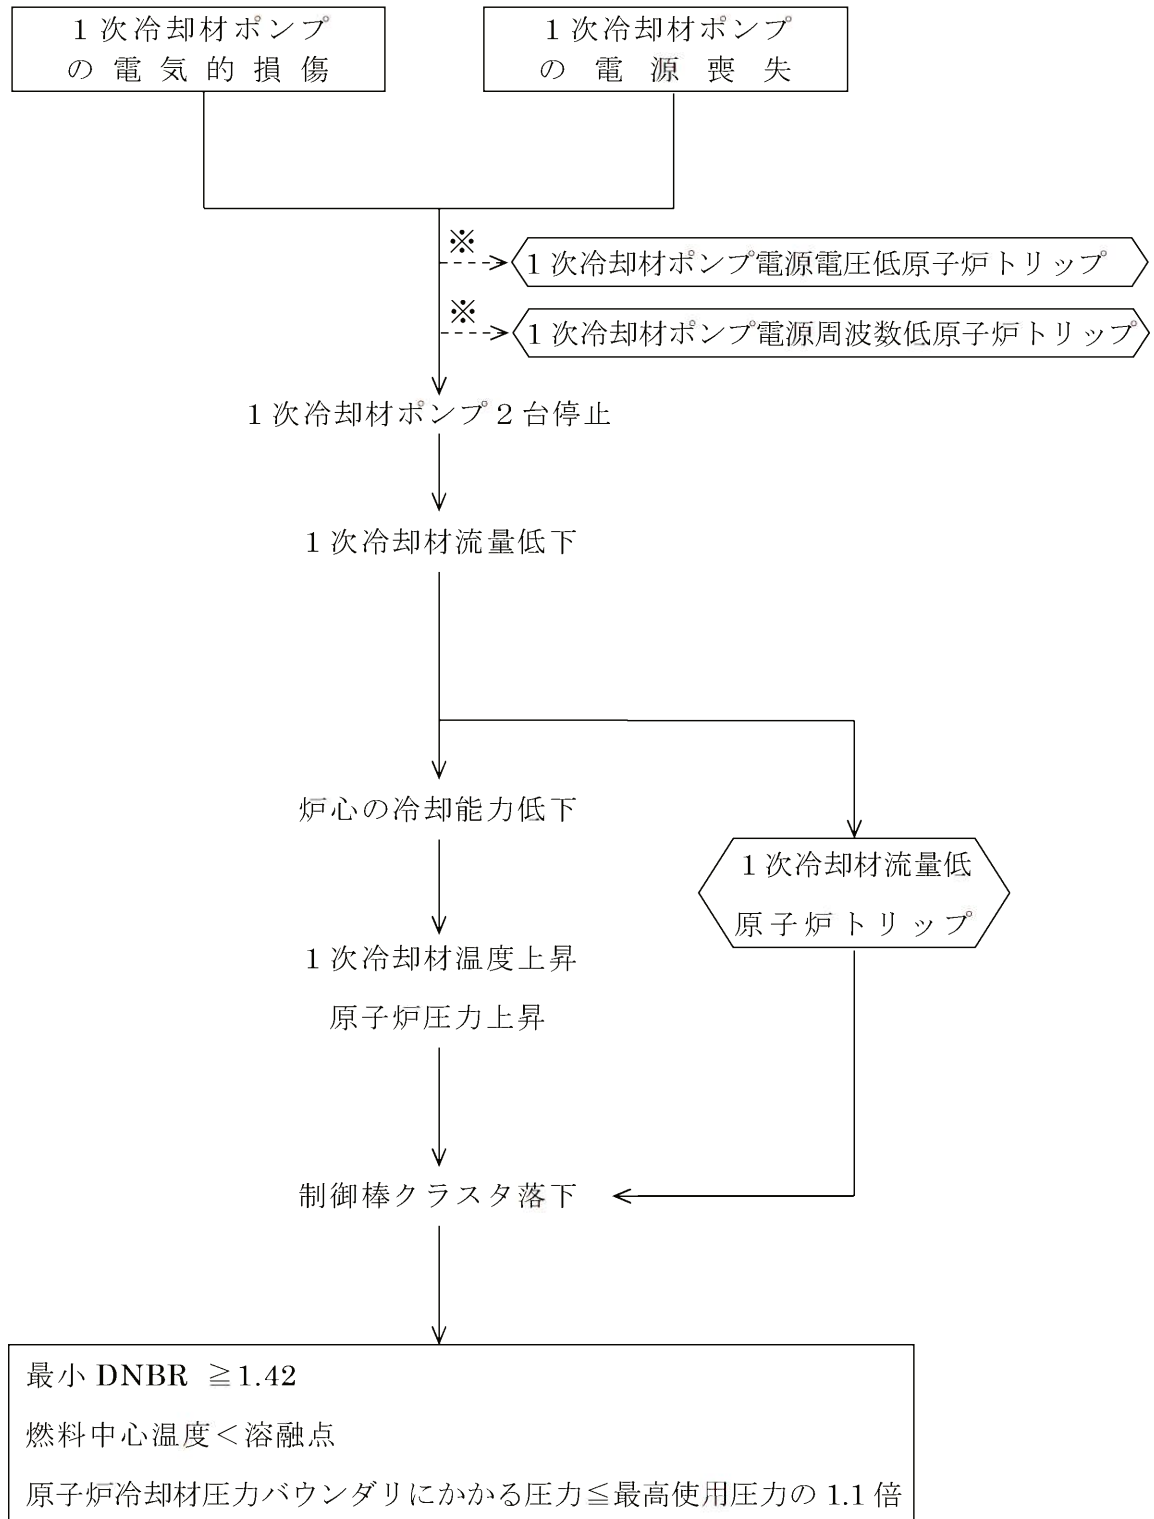 1次冷却材ポンプ
の電気的損傷
1次冷却材ポンプ
の電源喪失
※
1次冷却材ポンプ電源電圧低原子炉トリップ
※
1次冷却材ポンプ電源周波数低原子炉トリップ
1次冷却材ポンプ2台停止
1次冷却材流量低下
炉心の冷却能力低下
1次冷却材流量低
原子炉トリップ
1次冷却材温度上昇
原子炉圧力上昇
制御棒クラスタ落下
最小 DNBR ≧1.42
燃料中心温度＜溶融点
原子炉冷却材圧力バウンダリにかかる圧力≦最高使用圧力の 1.1 倍